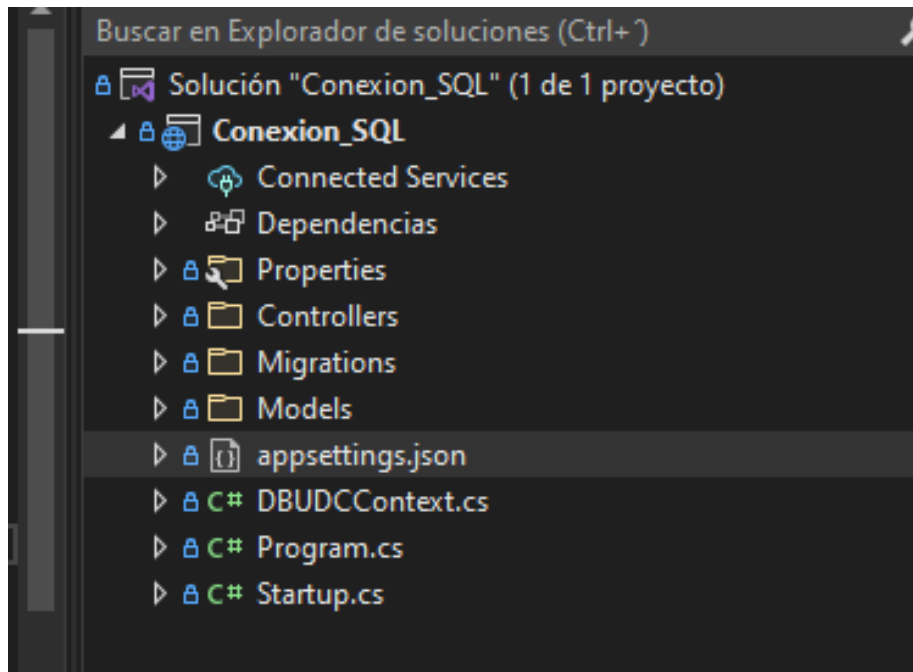 Buscar en Explorador de soluciones (Ctrl+´)
Solución "Conexion_SQL" (1 de 1 proyecto)
Conexion_SQL
Connected Services
Dependencias
Properties
Controllers
Migrations
Models
appsettings.json
C# DBUDCContext.cs
C# Program.cs
C# Startup.cs